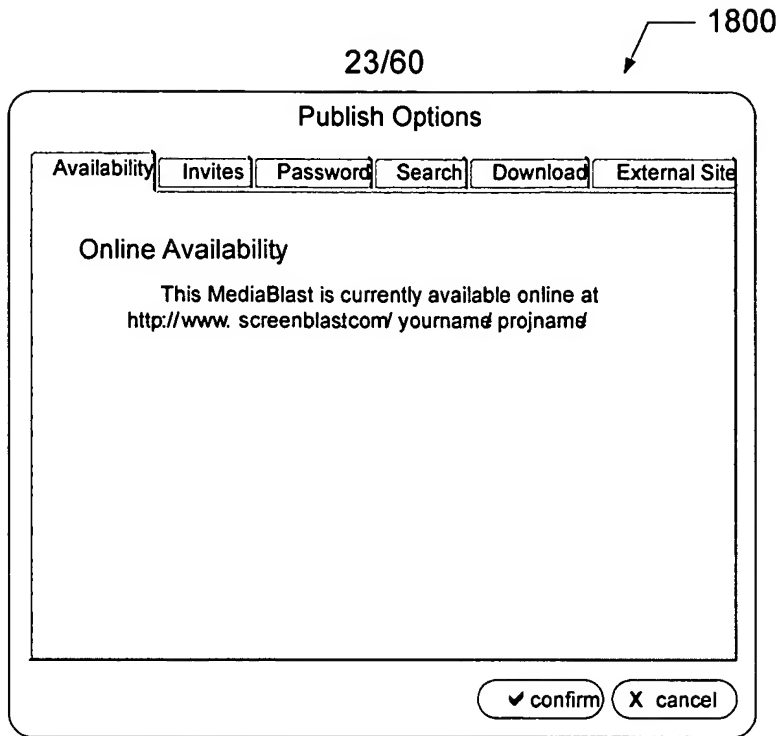 1800
23/60
Publish Options
Availability Invites Password Search Download External Site
Online Availability
This MediaBlast is currently available online at
http://www. screenblastcom/ yourname/ projname/
✔ confirm X cancel